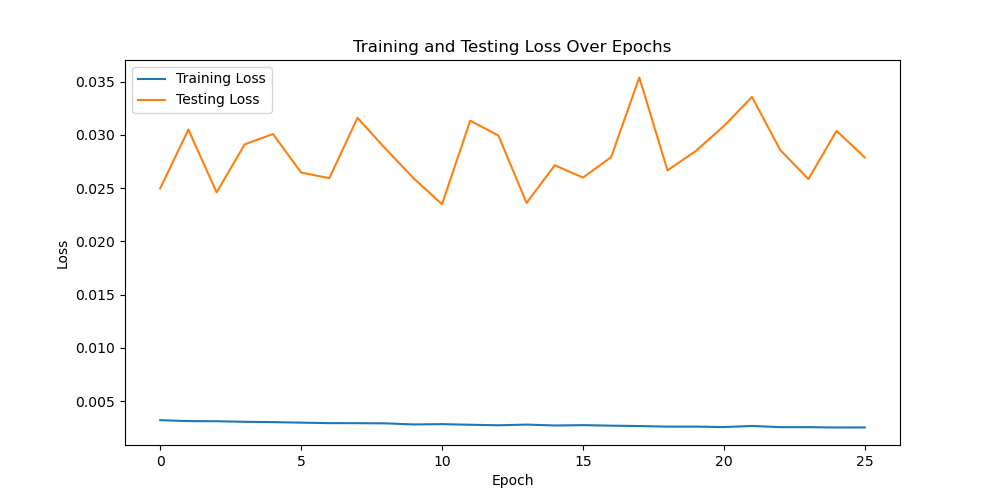 Training and Testing Loss Over Epochs
Training Loss
Testing Loss
0.035
0.030
0.025
0.020
0.015
0.010
0.005
Loss
0 5 10 15 20 25
Epoch